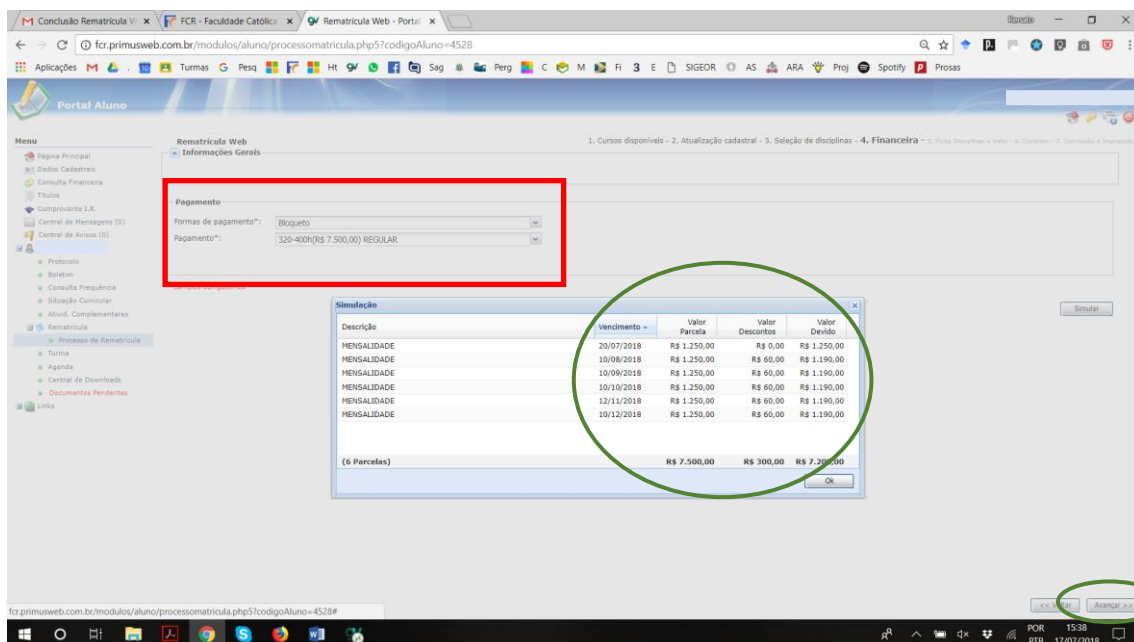 Conclusão Rematrícula W
FCR - Faculdade Católica
Rematrícula Web - Portal
fcr.primusweb.com.br/modulos/aluno/processomatricula.php5?codigoAluno=4528
Aplicações Turmas Pesq Ht Sag Perg C M Fi 3 E SIGEOR AS ARA Proj Spotify Prosas
Portal Aluno
Menu
Página Principal
Dados Cadastrais
Consulta Financeira
Títulos
Comprovante I.R.
Central de Mensagens (0)
Central de Avisos (0)
Protocolo
Boletim
Consulta Frequência
Situação Curricular
Ativid. Complementares
Rematrícula
Processo de Rematrícula
Turma
Agenda
Central de Downloads
Documentos Pendentes
Links
Rematrícula Web
1. Cursos disponíveis - 2. Atualização cadastral - 3. Seleção de disciplinas - 4. Financeira -
Informações Gerais
Pagamento
Formas de pagamento*: Bloqueto
Pagamento*: 320-400h(R$ 7.500,00) REGULAR
Simular
Simulação
Descrição Vencimento Valor Parcela Valor Descontos Valor Devido
MENSALIDADE 20/07/2018 R$ 1.250,00 R$ 0,00 R$ 1.250,00
MENSALIDADE 10/08/2018 R$ 1.250,00 R$ 60,00 R$ 1.190,00
MENSALIDADE 10/09/2018 R$ 1.250,00 R$ 60,00 R$ 1.190,00
MENSALIDADE 10/10/2018 R$ 1.250,00 R$ 60,00 R$ 1.190,00
MENSALIDADE 12/11/2018 R$ 1.250,00 R$ 60,00 R$ 1.190,00
MENSALIDADE 10/12/2018 R$ 1.250,00 R$ 60,00 R$ 1.190,00
(6 Parcelas) R$ 7.500,00 R$ 300,00 R$ 7.200,00
Ok
<< Voltar Avançar >>
fcr.primusweb.com.br/modulos/aluno/processomatricula.php5?codigoAluno=4528#
POR 15:38
PTB 17/07/2018